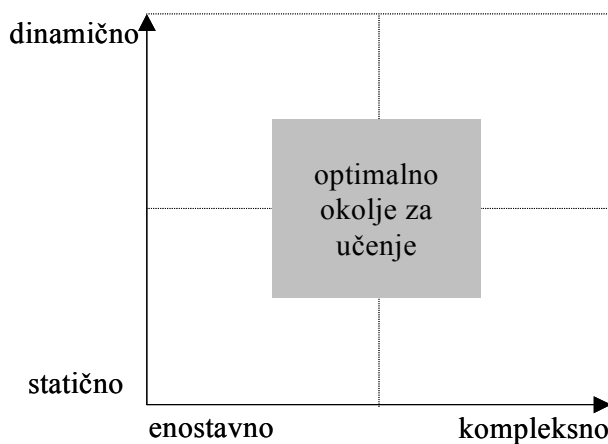 dinamično
optimalno
okolje za
učenje
statično
enostavno
kompleksno